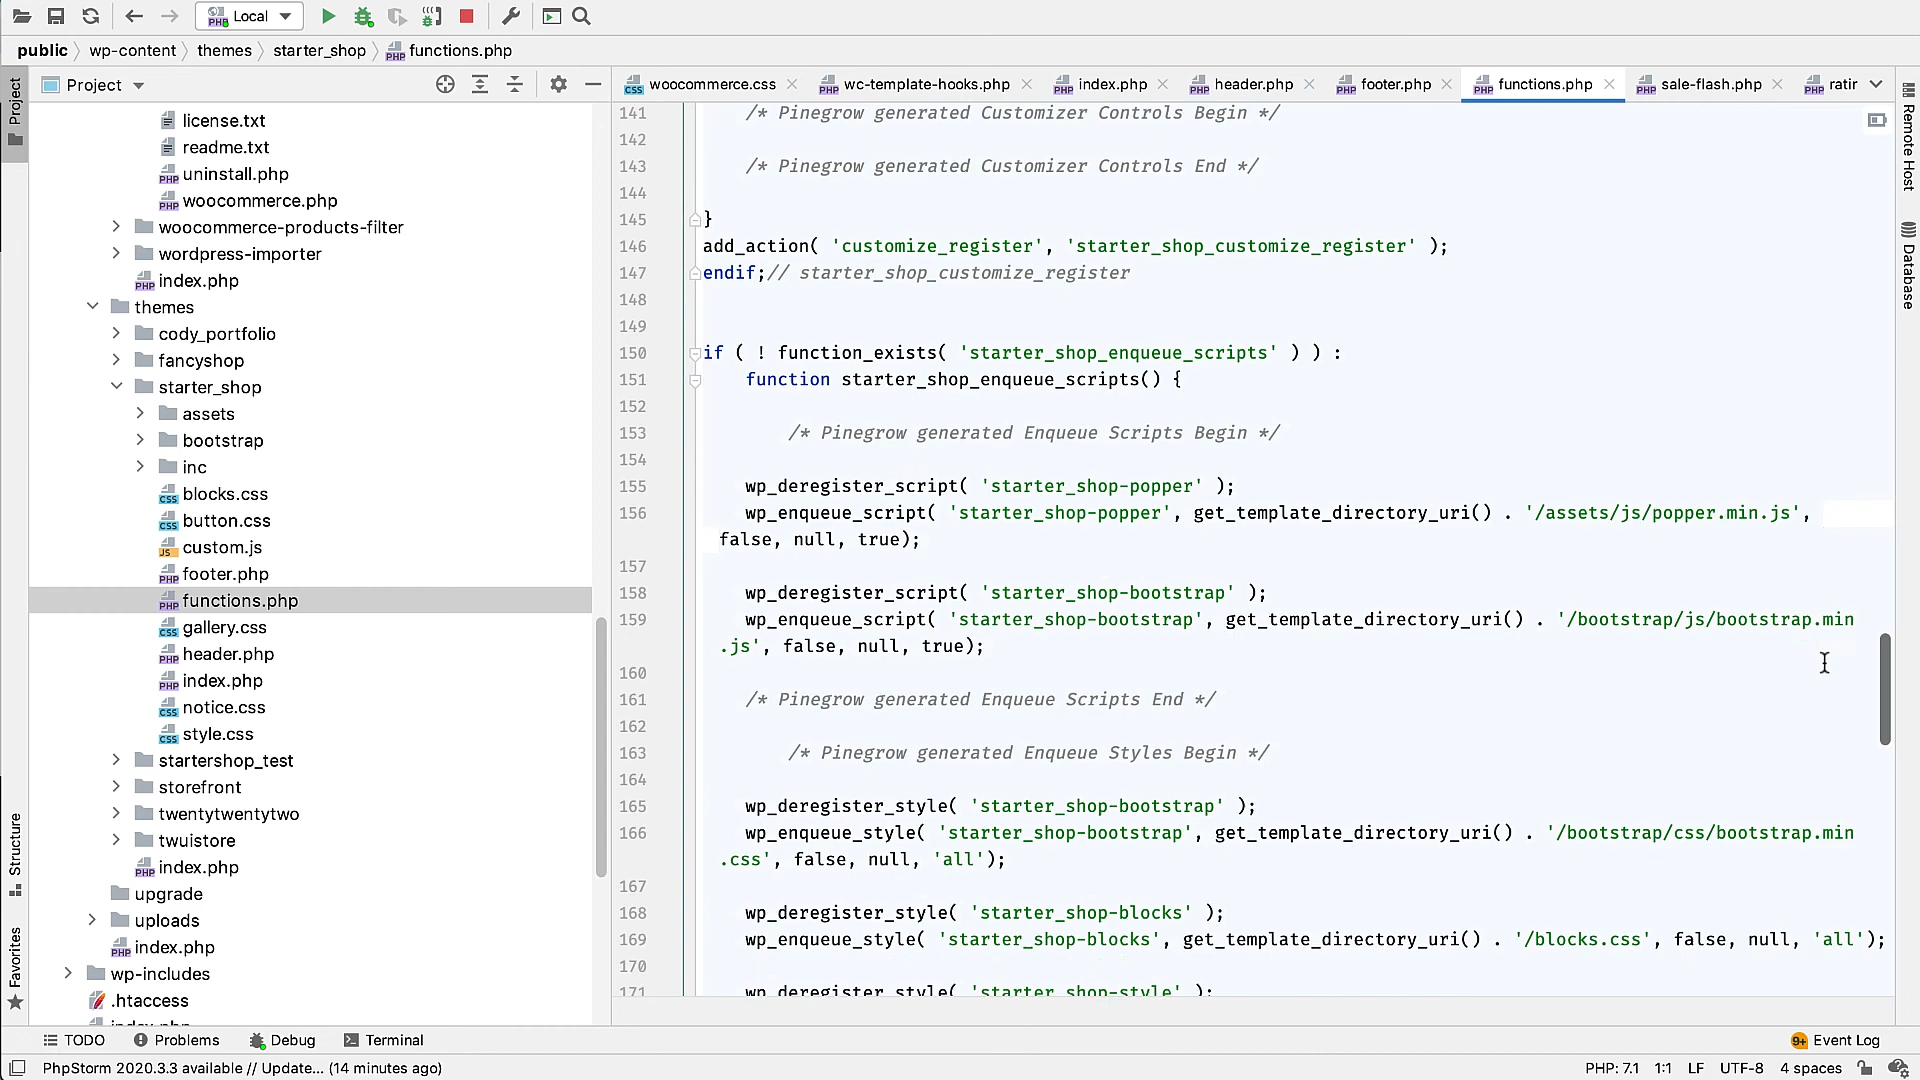 Local
public
wp-content
themes
starter_shop
functions.php
Project
Project
woocommerce.css
wc-template-hooks.php
index.php
header.php
footer.php
functions.php
sale-flash.php
ratir
license.txt
readme.txt
uninstall.php
woocommerce.php
woocommerce-products-filter
wordpress-importer
index.php
themes
cody_portfolio
fancyshop
starter_shop
assets
bootstrap
inc
blocks.css
button.css
custom.js
footer.php
functions.php
gallery.css
header.php
index.php
notice.css
style.css
startershop_test
storefront
twentytwentytwo
twuistore
index.php
upgrade
uploads
index.php
wp-includes
.htaccess
index.php
Structure
Favorites
141 /* Pinegrow generated Customizer Controls Begin */
142
143 /* Pinegrow generated Customizer Controls End */
144
145 }
146 add_action( 'customize_register', 'starter_shop_customize_register' );
147 endif;// starter_shop_customize_register
148
149
150 if ( ! function_exists( 'starter_shop_enqueue_scripts' ) ) :
151 function starter_shop_enqueue_scripts() {
152
153 /* Pinegrow generated Enqueue Scripts Begin */
154
155 wp_deregister_script( 'starter_shop-popper' );
156 wp_enqueue_script( 'starter_shop-popper', get_template_directory_uri() . '/assets/js/popper.min.js',
false, null, true);
157
158 wp_deregister_script( 'starter_shop-bootstrap' );
159 wp_enqueue_script( 'starter_shop-bootstrap', get_template_directory_uri() . '/bootstrap/js/bootstrap.min
.js', false, null, true);
160
161 /* Pinegrow generated Enqueue Scripts End */
162
163 /* Pinegrow generated Enqueue Styles Begin */
164
165 wp_deregister_style( 'starter_shop-bootstrap' );
166 wp_enqueue_style( 'starter_shop-bootstrap', get_template_directory_uri() . '/bootstrap/css/bootstrap.min
.css', false, null, 'all');
167
168 wp_deregister_style( 'starter_shop-blocks' );
169 wp_enqueue_style( 'starter_shop-blocks', get_template_directory_uri() . '/blocks.css', false, null, 'all');
170
171 wp_deregister_style( 'starter_shop-style' );
Remote Host
Database
TODO
Problems
Debug
Terminal
9+ Event Log
PhpStorm 2020.3.3 available // Update... (14 minutes ago)
PHP: 7.1
1:1
LF
UTF-8
4 spaces